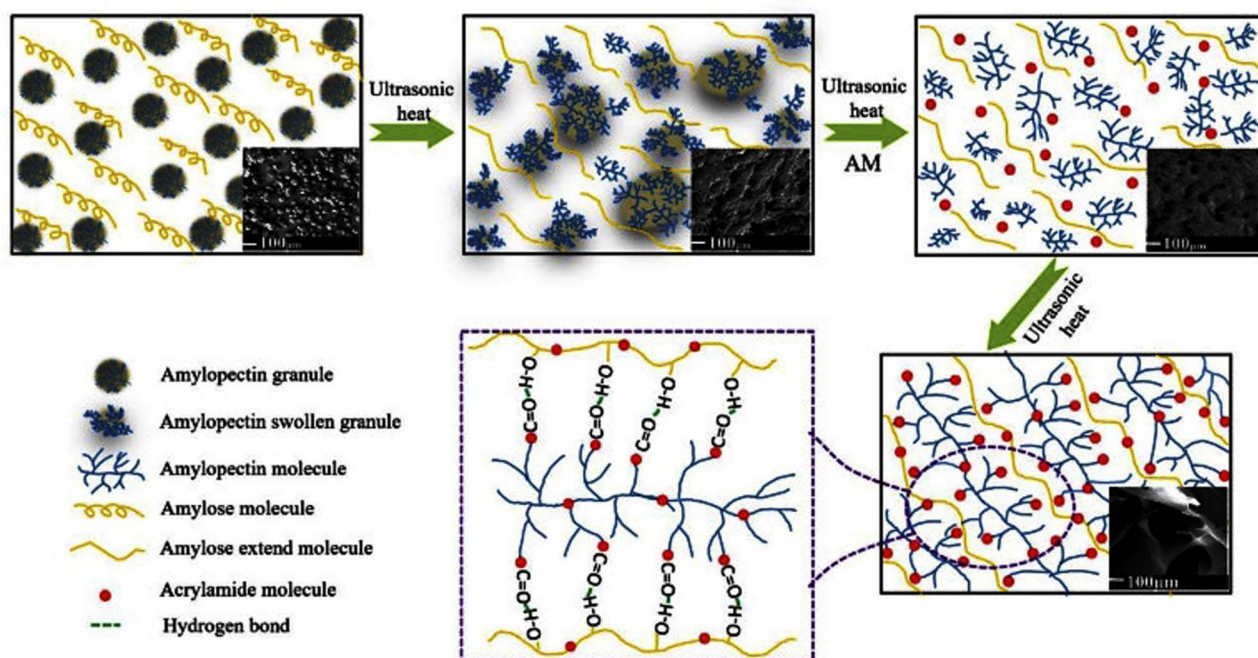 Ultrasonic
heat
Ultrasonic
heat
AM
100μm
100μm
100μm
Ultrasonic
heat
Amylopectin granule
Amylopectin swollen granule
Amylopectin molecule
Amylose molecule
Amylose extend molecule
Acrylamide molecule
Hydrogen bond
O-H
O-H
O-H
O-H
C=O
C=O
C=O
C=O
C=O
C=O
C=O
C=O
H-O
H-O
H-O
H-O
100μm